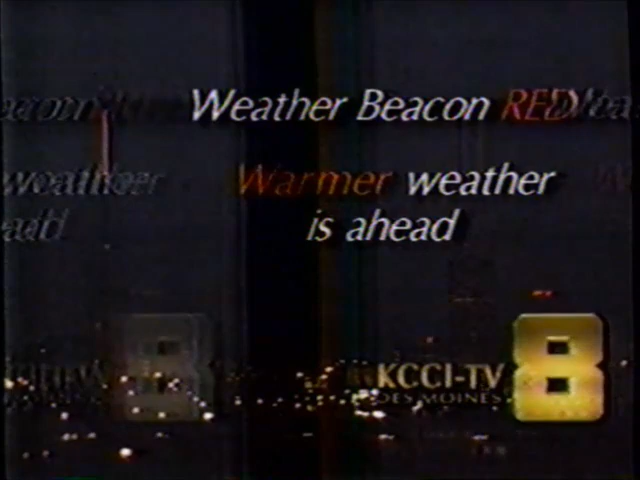 Weather Beacon RED
Warmer weather
is ahead
KCCI-TV 8
DES MOINES